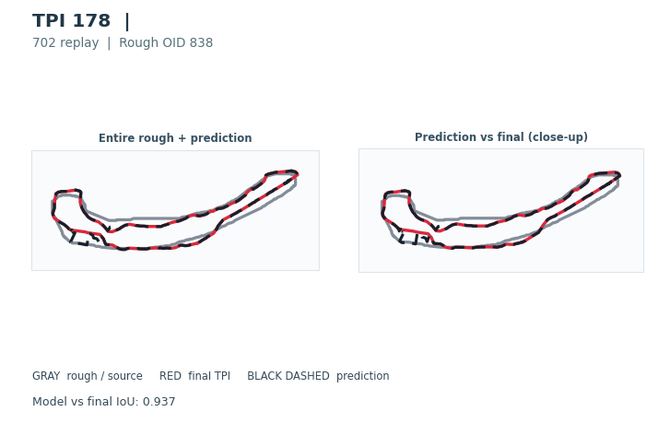 TPI 178 |
702 replay | Rough OID 838
Entire rough + prediction
Prediction vs final (close-up)
GRAY rough / source RED final TPI BLACK DASHED prediction
Model vs final IoU: 0.937